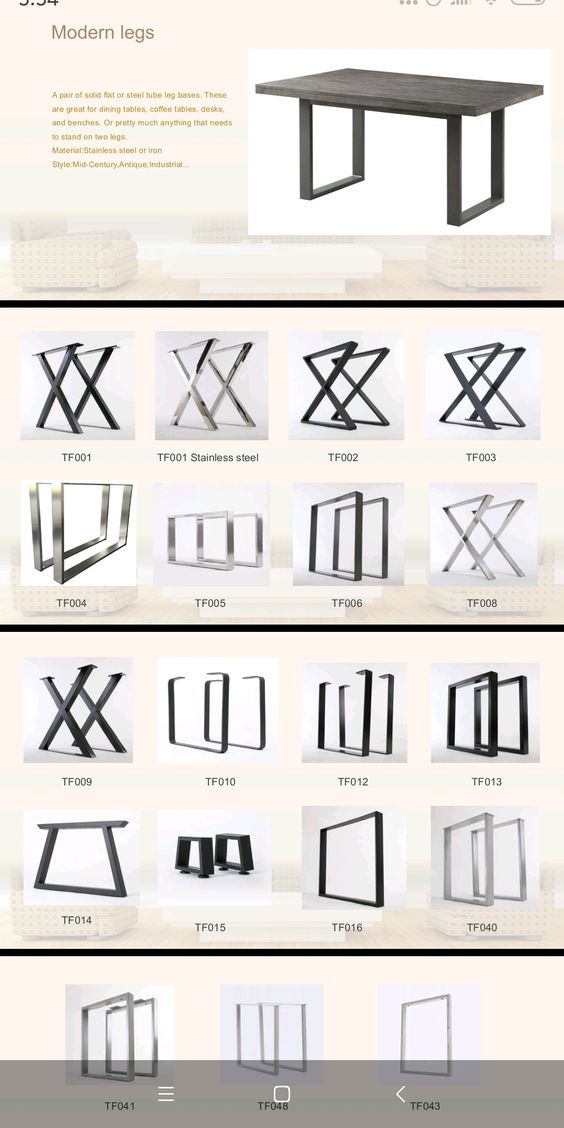 Modern legs
A pair of solid flat or steel tube leg bases. These
are great for dining tables, coffee tables, desks,
and benches. Or pretty much anything that needs
to stand on two legs.
Material:Stainless steel or iron
Style:Mid-Century,Antique,Industrial...
TF001 TF001 Stainless steel TF002 TF003
TF004 TF005 TF006 TF008
TF009 TF010 TF012 TF013
TF014 TF015 TF016 TF040
TF041 TF048 TF043